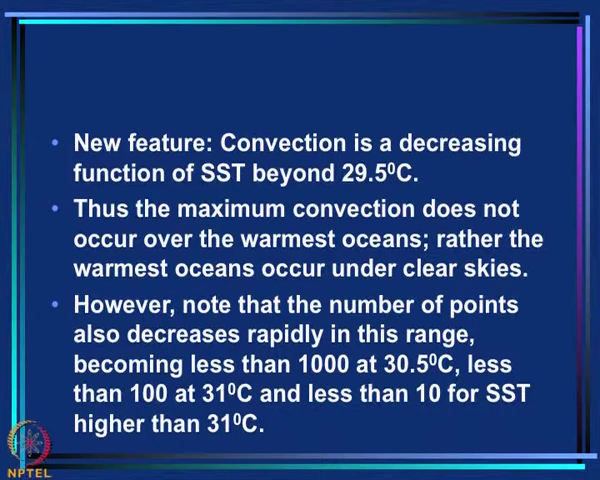 • New feature: Convection is a decreasing
function of SST beyond 29.5⁰C.
• Thus the maximum convection does not
occur over the warmest oceans; rather the
warmest oceans occur under clear skies.
• However, note that the number of points
also decreases rapidly in this range,
becoming less than 1000 at 30.5⁰C, less
than 100 at 31⁰C and less than 10 for SST
higher than 31⁰C.
NPTEL